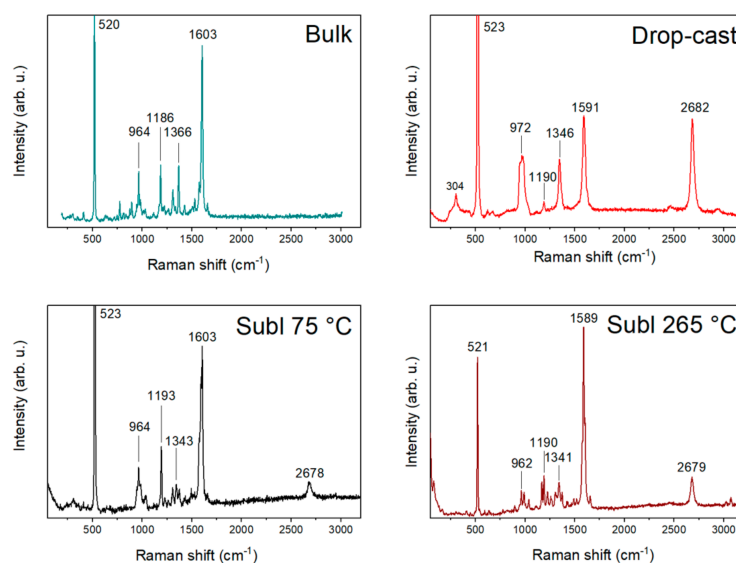 520
Bulk
1603
1186
964
1366
Intensity (arb. u.)
500 1000 1500 2000 2500 3000
Raman shift (cm-1)
523
Drop-cast
1591
2682
972
1346
1190
304
Intensity (arb. u.)
500 1000 1500 2000 2500 3000
Raman shift (cm-1)
523
Subl 75 °C
1603
1193
964
1343
2678
Intensity (arb. u.)
500 1000 1500 2000 2500 3000
Raman shift (cm-1)
1589
Subl 265 °C
521
1190
962
1341
2679
Intensity (arb. u.)
500 1000 1500 2000 2500 3000
Raman shift (cm-1)